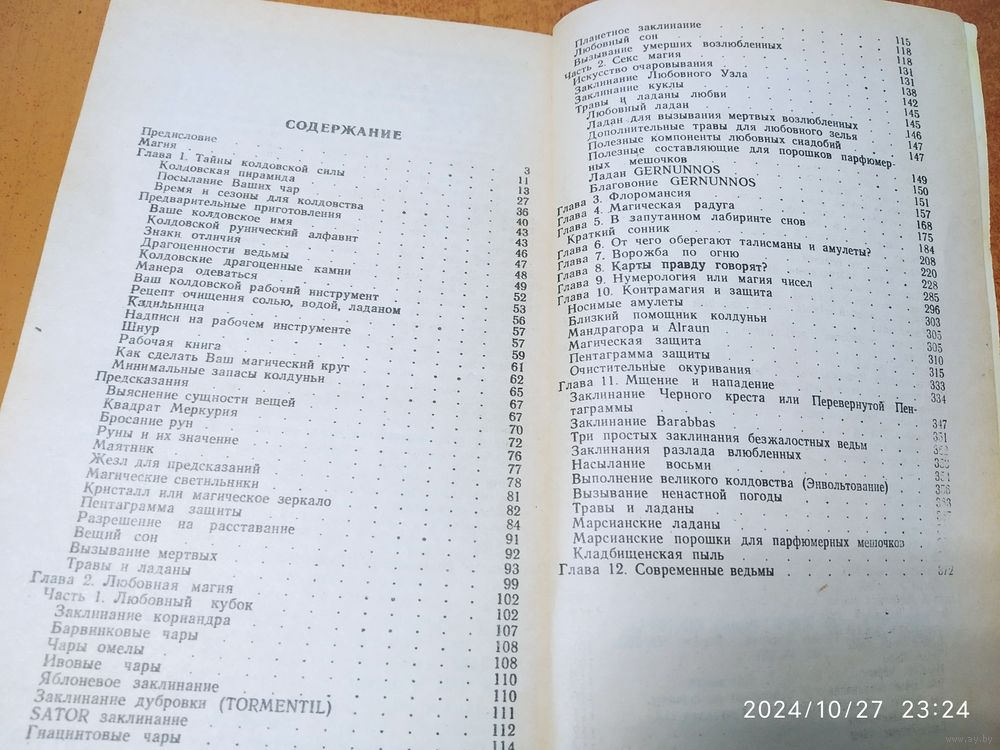 СОДЕРЖАНИЕ
Предисловие 3
Магия 11
Глава 1. Тайны колдовской силы 13
Колдовская пирамида 27
Посылание Ваших чар 36
Время и сезоны для колдовства 40
Предварительные приготовления 43
Ваше колдовское имя 43
Колдовской рунический алфавит 46
Знаки отличия 47
Драгоценности ведьмы 48
Колдовские драгоценные камни 49
Манера одеваться 52
Ваш колдовской рабочий инструмент 53
Рецепт очищения солью, водой, ладаном 56
Кадильница 57
Надписи на рабочем инструменте 57
Шнур 59
Рабочая книга 61
Как сделать Ваш магический круг 62
Минимальные запасы колдуньи 65
Предсказания 67
Выяснение сущности вещей 67
Квадрат Меркурия 70
Бросание рун 72
Руны и их значение 76
Маятник 77
Жезл для предсказаний 78
Магические светильники 81
Кристалл или магическое зеркало 82
Пентаграмма защиты 84
Разрешение на расставание 91
Вещий сон 92
Вызывание мертвых 93
Травы и ладаны 99
Глава 2. Любовная магия 102
Часть 1. Любовный кубок 102
Заклинание кориандра 107
Барвинковые чары 108
Чары омелы 108
Ивовые чары 110
Яблоневое заклинание 110
Заклинание дубровки (TORMENTIL) 111
SATOR заклинание 112
Гиацинтовые чары 114
Планетное заклинание 115
Любовный сон 118
Вызывание умерших возлюбленных 118
Часть 2. Секс магия 131
Искусство очаровывания 131
Заклинание Любовного Узла 138
Заклинание куклы 142
Травы и ладаны любви 145
Любовный ладан 145
Ладан для вызывания мертвых возлюбленных 146
Дополнительные травы для любовного зелья 147
Полезные компоненты любовных снадобий 147
Полезные составляющие для порошков парфюмер-
ных мешочков 149
Ладан GERNUNNOS 150
Благовоние GERNUNNOS 151
Глава 3. Флоромансия 157
Глава 4. Магическая радуга 168
Глава 5. В запутанном лабиринте снов 175
Краткий сонник 184
Глава 6. От чего оберегают талисманы и амулеты? 208
Глава 7. Ворожба по огню 220
Глава 8. Карты правду говорят? 228
Глава 9. Нумерология или магия чисел 285
Глава 10. Контрамагия и защита 296
Носимые амулеты 303
Близкий помощник колдуньи 305
Мандрагора и Alraun 305
Магическая защита 310
Пентаграмма защиты 315
Очистительные окуривания 333
Глава 11. Мщение и нападение 334
Заклинание Черного креста или Перевернутой Пен-
таграммы 347
Заклинание Barabbas 351
Три простых заклинания безжалостных ведьм
Заклинания разлада влюбленных
Насылание восьми
Выполнение великого колдовства (Энвольтование)
Вызывание ненастной погоды
Травы и ладаны
Марсианские ладаны
Марсианские порошки для парфюмерных мешочков
Кладбищенская пыль
Глава 12. Современные ведьмы 372
2024/10/27 23:24
www.ay.by